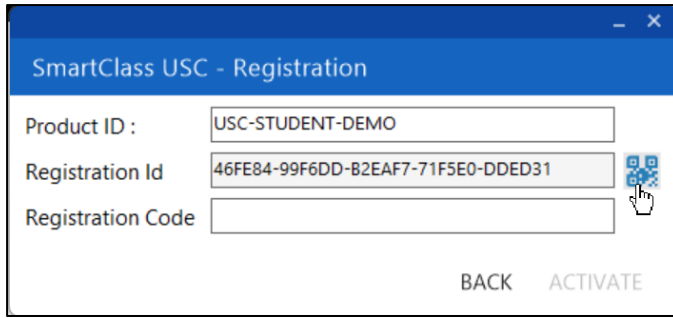 SmartClass USC - Registration
Product ID : USC-STUDENT-DEMO
Registration Id 46FE84-99F6DD-B2EAF7-71F5E0-DDED31
Registration Code
BACK ACTIVATE